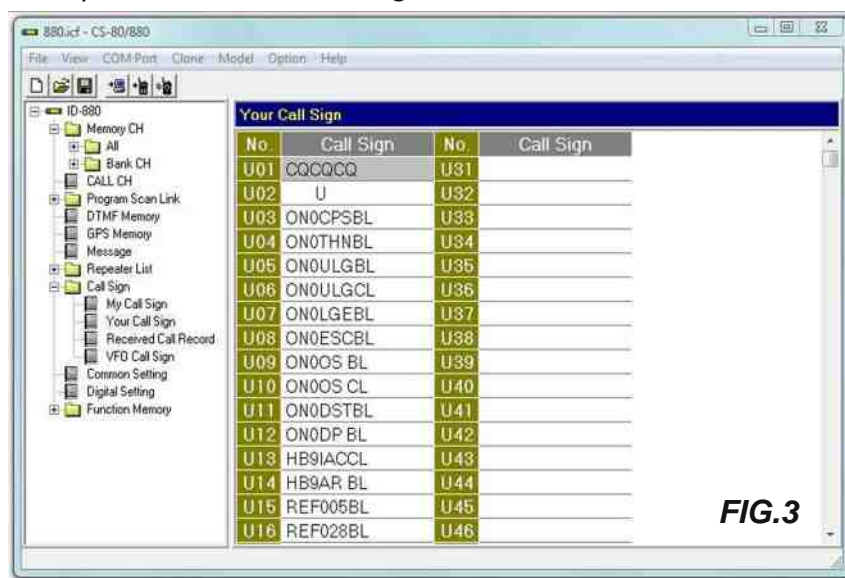 880.icf - CS-80/880
File View COM Port Clone Model Option Help
ID-880
Memory CH
All
Bank CH
CALL CH
Program Scan Link
DTMF Memory
GPS Memory
Message
Repeater List
Call Sign
My Call Sign
Your Call Sign
Received Call Record
VFO Call Sign
Common Setting
Digital Setting
Function Memory
Your Call Sign
No. Call Sign No. Call Sign
U01 CQCQCQ U31
U02 U U32
U03 ON0CPSBL U33
U04 ON0THNBL U34
U05 ON0ULGBL U35
U06 ON0ULGCL U36
U07 ON0LGEBL U37
U08 ON0ESCBL U38
U09 ON0OS BL U39
U10 ON0OS CL U40
U11 ON0DSTBL U41
U12 ON0DP BL U42
U13 HB9IACCL U43
U14 HB9AR BL U44
U15 REF005BL U45
U16 REF028BL U46
FIG.3